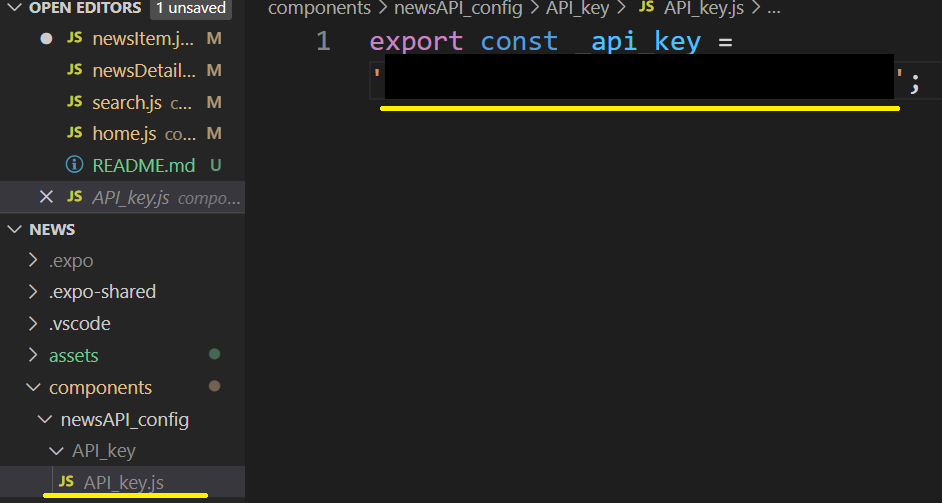 OPEN EDITORS 1 unsaved
JS newsItem.j... M
JS newsDetail... M
JS search.js c... M
JS home.js co... M
README.md U
JS API_key.js compo...
NEWS
.expo
.expo-shared
.vscode
assets
components
newsAPI_config
API_key
JS API_key.js
components > newsAPI_config > API_key > JS API_key.js > ...
1 export const _api_key =
' ';